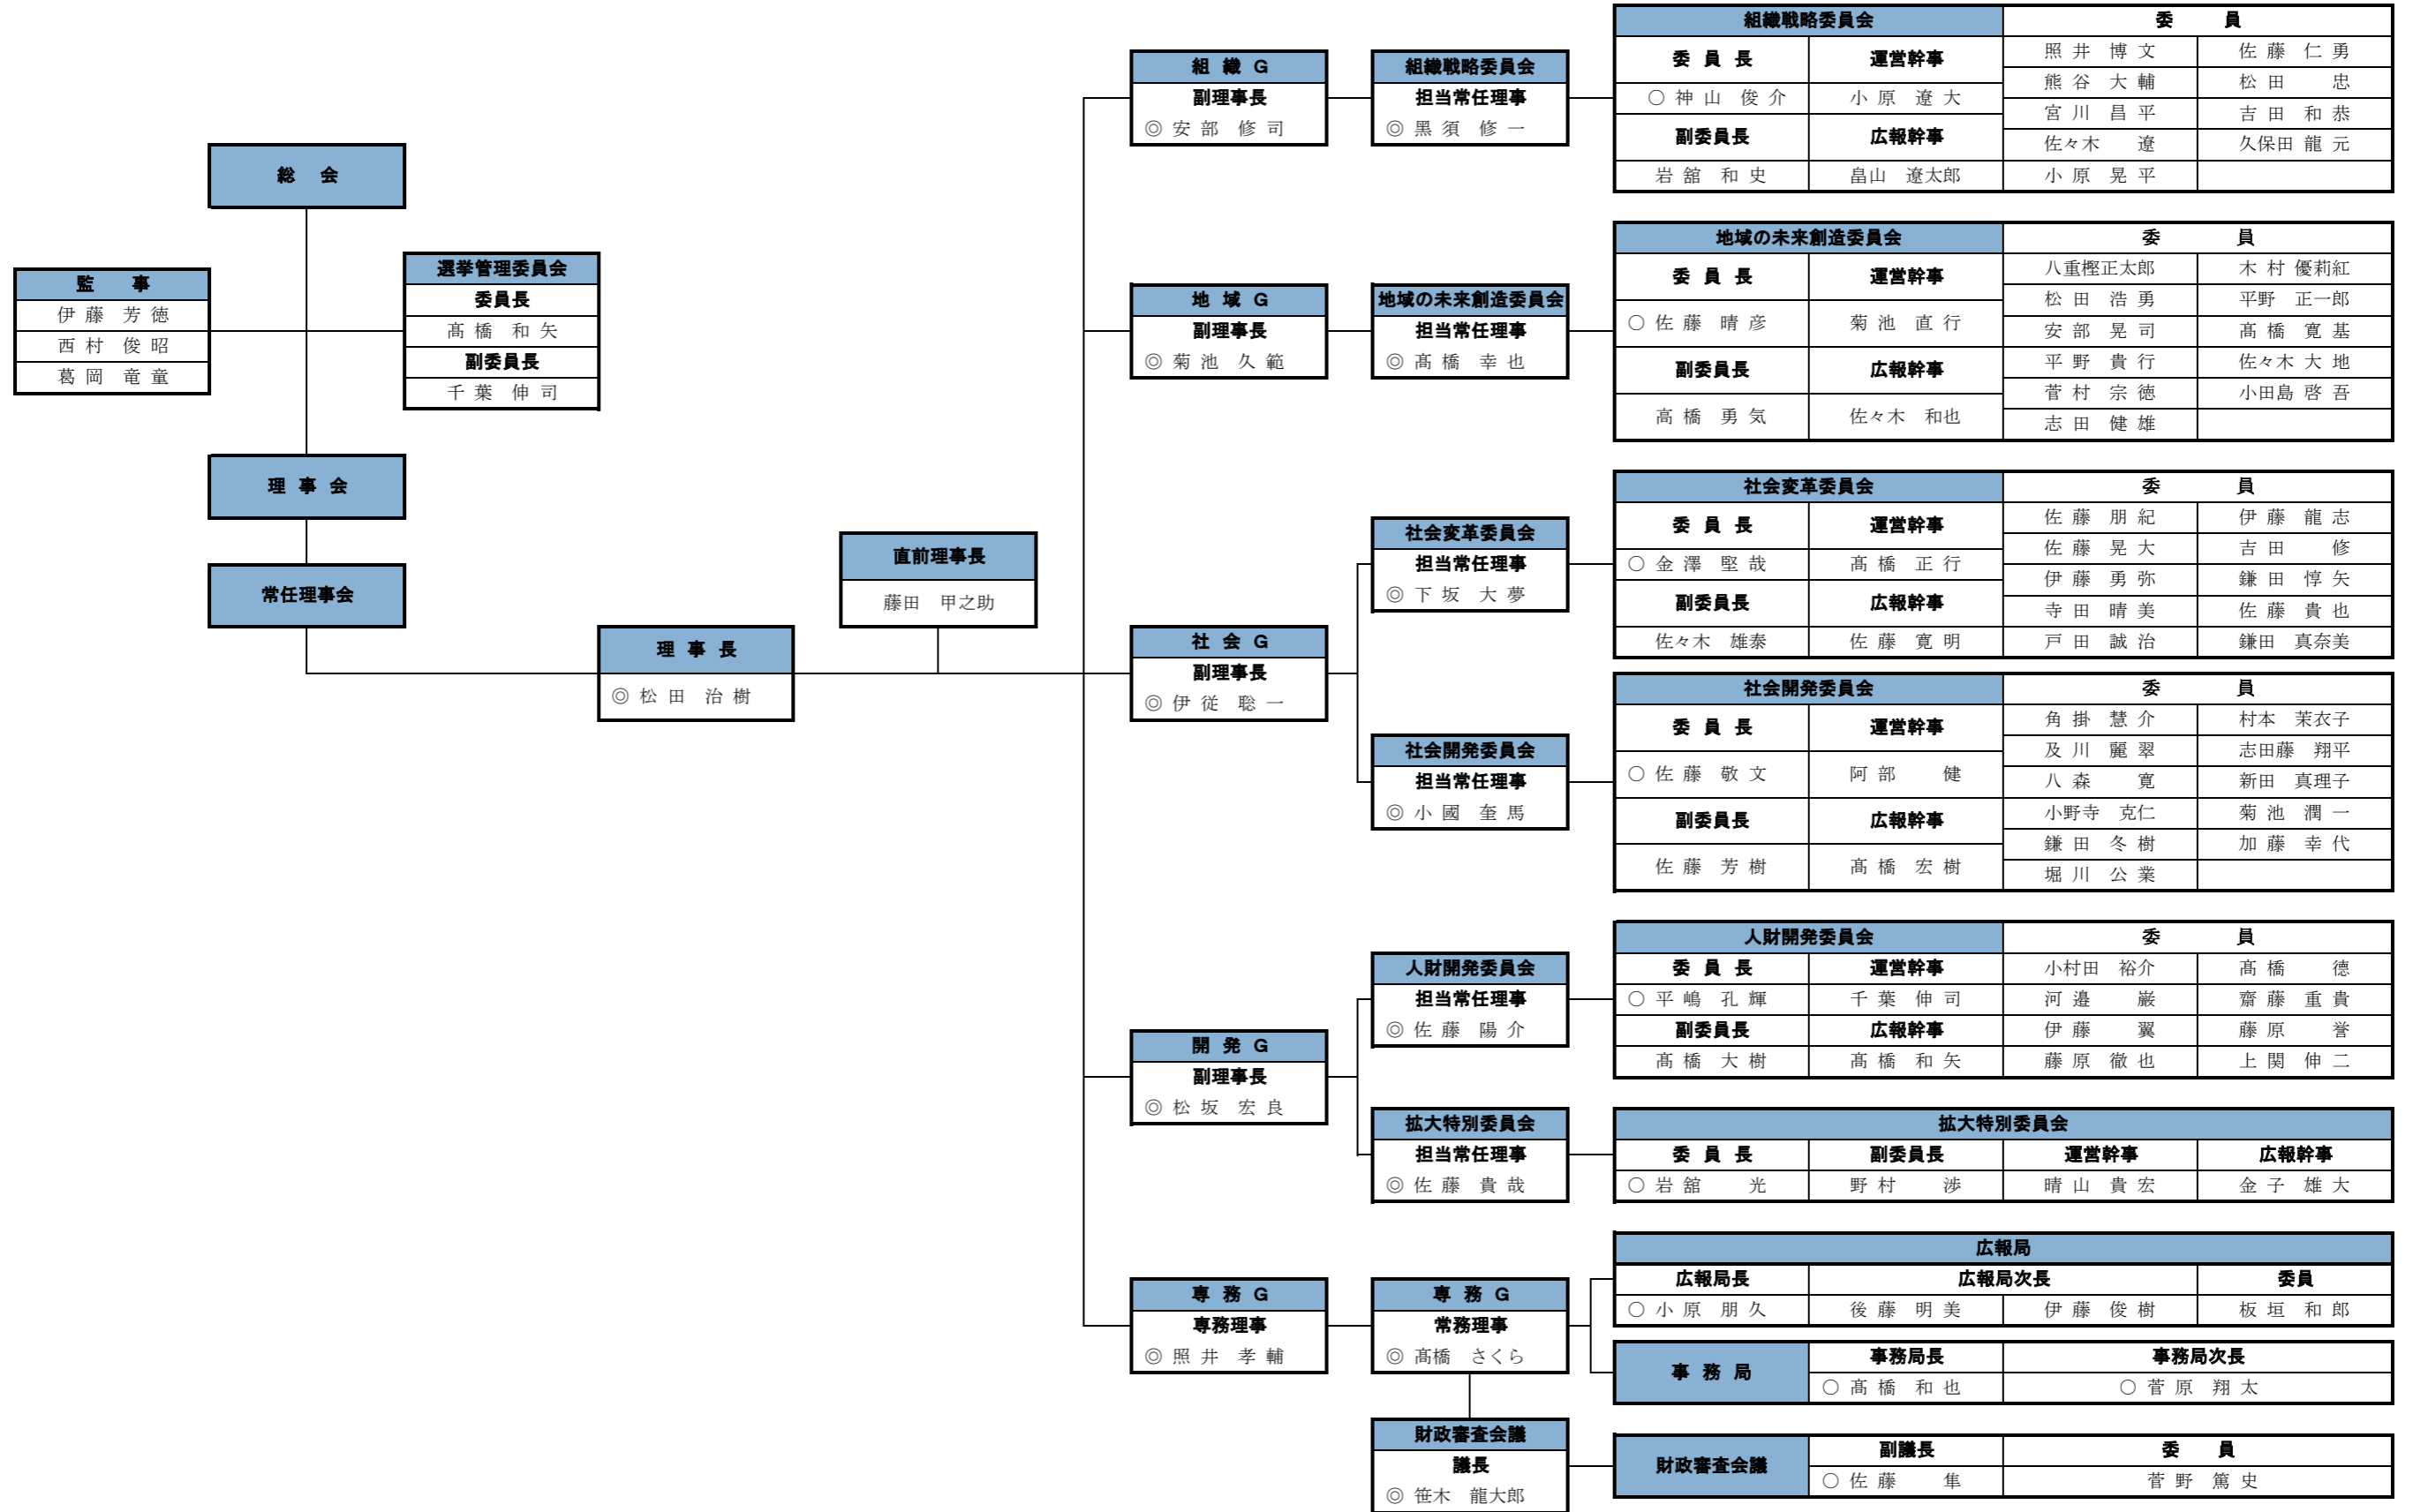 総 会
監 事
伊 藤 芳 徳
西 村 俊 昭
葛 岡 竜 童
選挙管理委員会
委員長
髙 橋 和 矢
副委員長
千 葉 伸 司
理 事 会
常任理事会
理 事 長
◎ 松 田 治 樹
直前理事長
藤田 甲之助
組 織 G
副理事長
◎ 安 部 修 司
組織戦略委員会
担当常任理事
◎ 黒 須 修 一
組織戦略委員会 委 員
委 員 長 運営幹事
○ 神 山 俊 介 小 原 遼 大
副委員長 広報幹事
岩 舘 和 史 畠山 遼太郎
照 井 博 文 佐 藤 仁 勇
熊 谷 大 輔 松 田 忠
宮 川 昌 平 吉 田 和 恭
佐々木 遼 久保田 龍 元
小 原 晃 平
地 域 G
副理事長
◎ 菊 池 久 範
地域の未来創造委員会
担当常任理事
◎ 髙 橋 幸 也
地域の未来創造委員会 委 員
委 員 長 運営幹事
○ 佐 藤 晴 彦 菊 池 直 行
副委員長 広報幹事
高 橋 勇 気 佐々木 和也
八重樫正太郎 木 村 優莉紅
松 田 浩 勇 平野 正一郎
安 部 晃 司 髙 橋 寛 基
平 野 貴 行 佐々木 大 地
菅 村 宗 徳 小田島 啓 吾
志 田 健 雄
社 会 G
副理事長
◎ 伊 従 聡 一
社会変革委員会
担当常任理事
◎ 下 坂 大 夢
社会変革委員会 委 員
委 員 長 運営幹事
○ 金 澤 堅 哉 髙 橋 正 行
副委員長 広報幹事
佐々木 雄泰 佐 藤 寛 明
佐 藤 朋 紀 伊 藤 龍 志
佐 藤 晃 大 吉 田 修
伊 藤 勇 弥 鎌 田 惇 矢
寺 田 晴 美 佐 藤 貴 也
戸 田 誠 治 鎌田 真奈美
社会開発委員会
担当常任理事
◎ 小 國 奎 馬
社会開発委員会 委 員
委 員 長 運営幹事
○ 佐 藤 敬 文 阿 部 健
副委員長 広報幹事
佐 藤 芳 樹 髙 橋 宏 樹
角 掛 慧 介 村本 茉衣子
及 川 麗 翠 志田藤 翔平
八 森 寛 新田 真理子
小野寺 克仁 菊 池 潤 一
鎌 田 冬 樹 加 藤 幸 代
堀 川 公 業
開 発 G
副理事長
◎ 松 坂 宏 良
人財開発委員会
担当常任理事
◎ 佐 藤 陽 介
人財開発委員会 委 員
委 員 長 運営幹事
○ 平 嶋 孔 輝 千 葉 伸 司
副委員長 広報幹事
髙 橋 大 樹 髙 橋 和 矢
小村田 裕介 髙 橋 徳
河 邉 巌 齋 藤 重 貴
伊 藤 翼 藤 原 誉
藤 原 徹 也 上 関 伸 二
拡大特別委員会
担当常任理事
◎ 佐 藤 貴 哉
拡大特別委員会
委 員 長 副委員長 運営幹事 広報幹事
○ 岩 舘 光 野 村 渉 晴 山 貴 宏 金 子 雄 大
専 務 G
専務理事
◎ 照 井 孝 輔
専 務 G
常務理事
◎ 髙橋 さくら
広報局
広報局長 広報局次長 委員
○ 小 原 朋 久 後 藤 明 美 伊 藤 俊 樹 板 垣 和 郎
事 務 局
事務局長 事務局次長
○ 髙 橋 和 也 ○ 菅 原 翔 太
財政審査会議
議長
◎ 笹木 龍大郎
財政審査会議
副議長 委 員
○ 佐 藤 隼 菅 野 篤 史